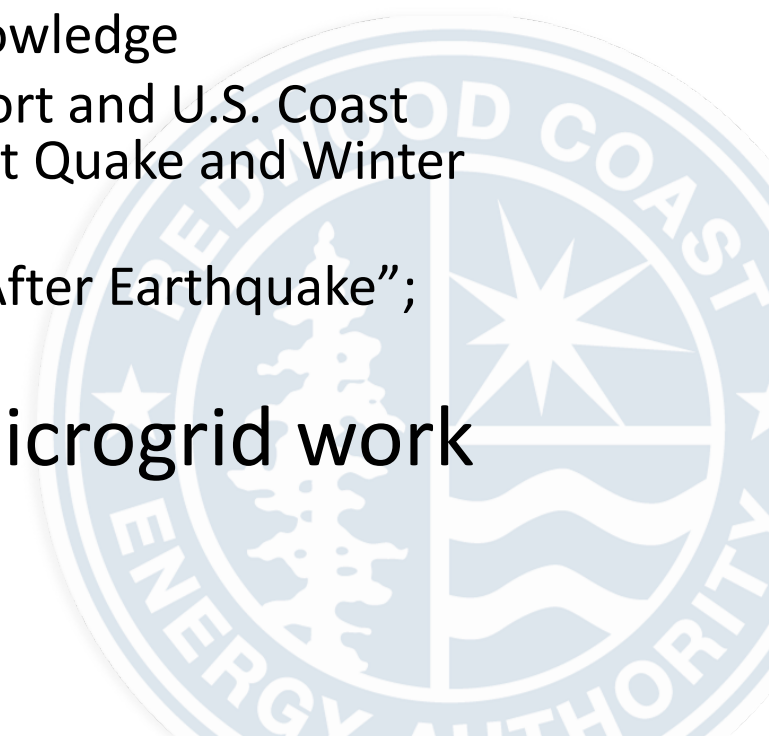 owledge
ort and U.S. Coast
t Quake and Winter
After Earthquake”;
icrogrid work
REDWOOD COAST
ENERGY AUTHORITY